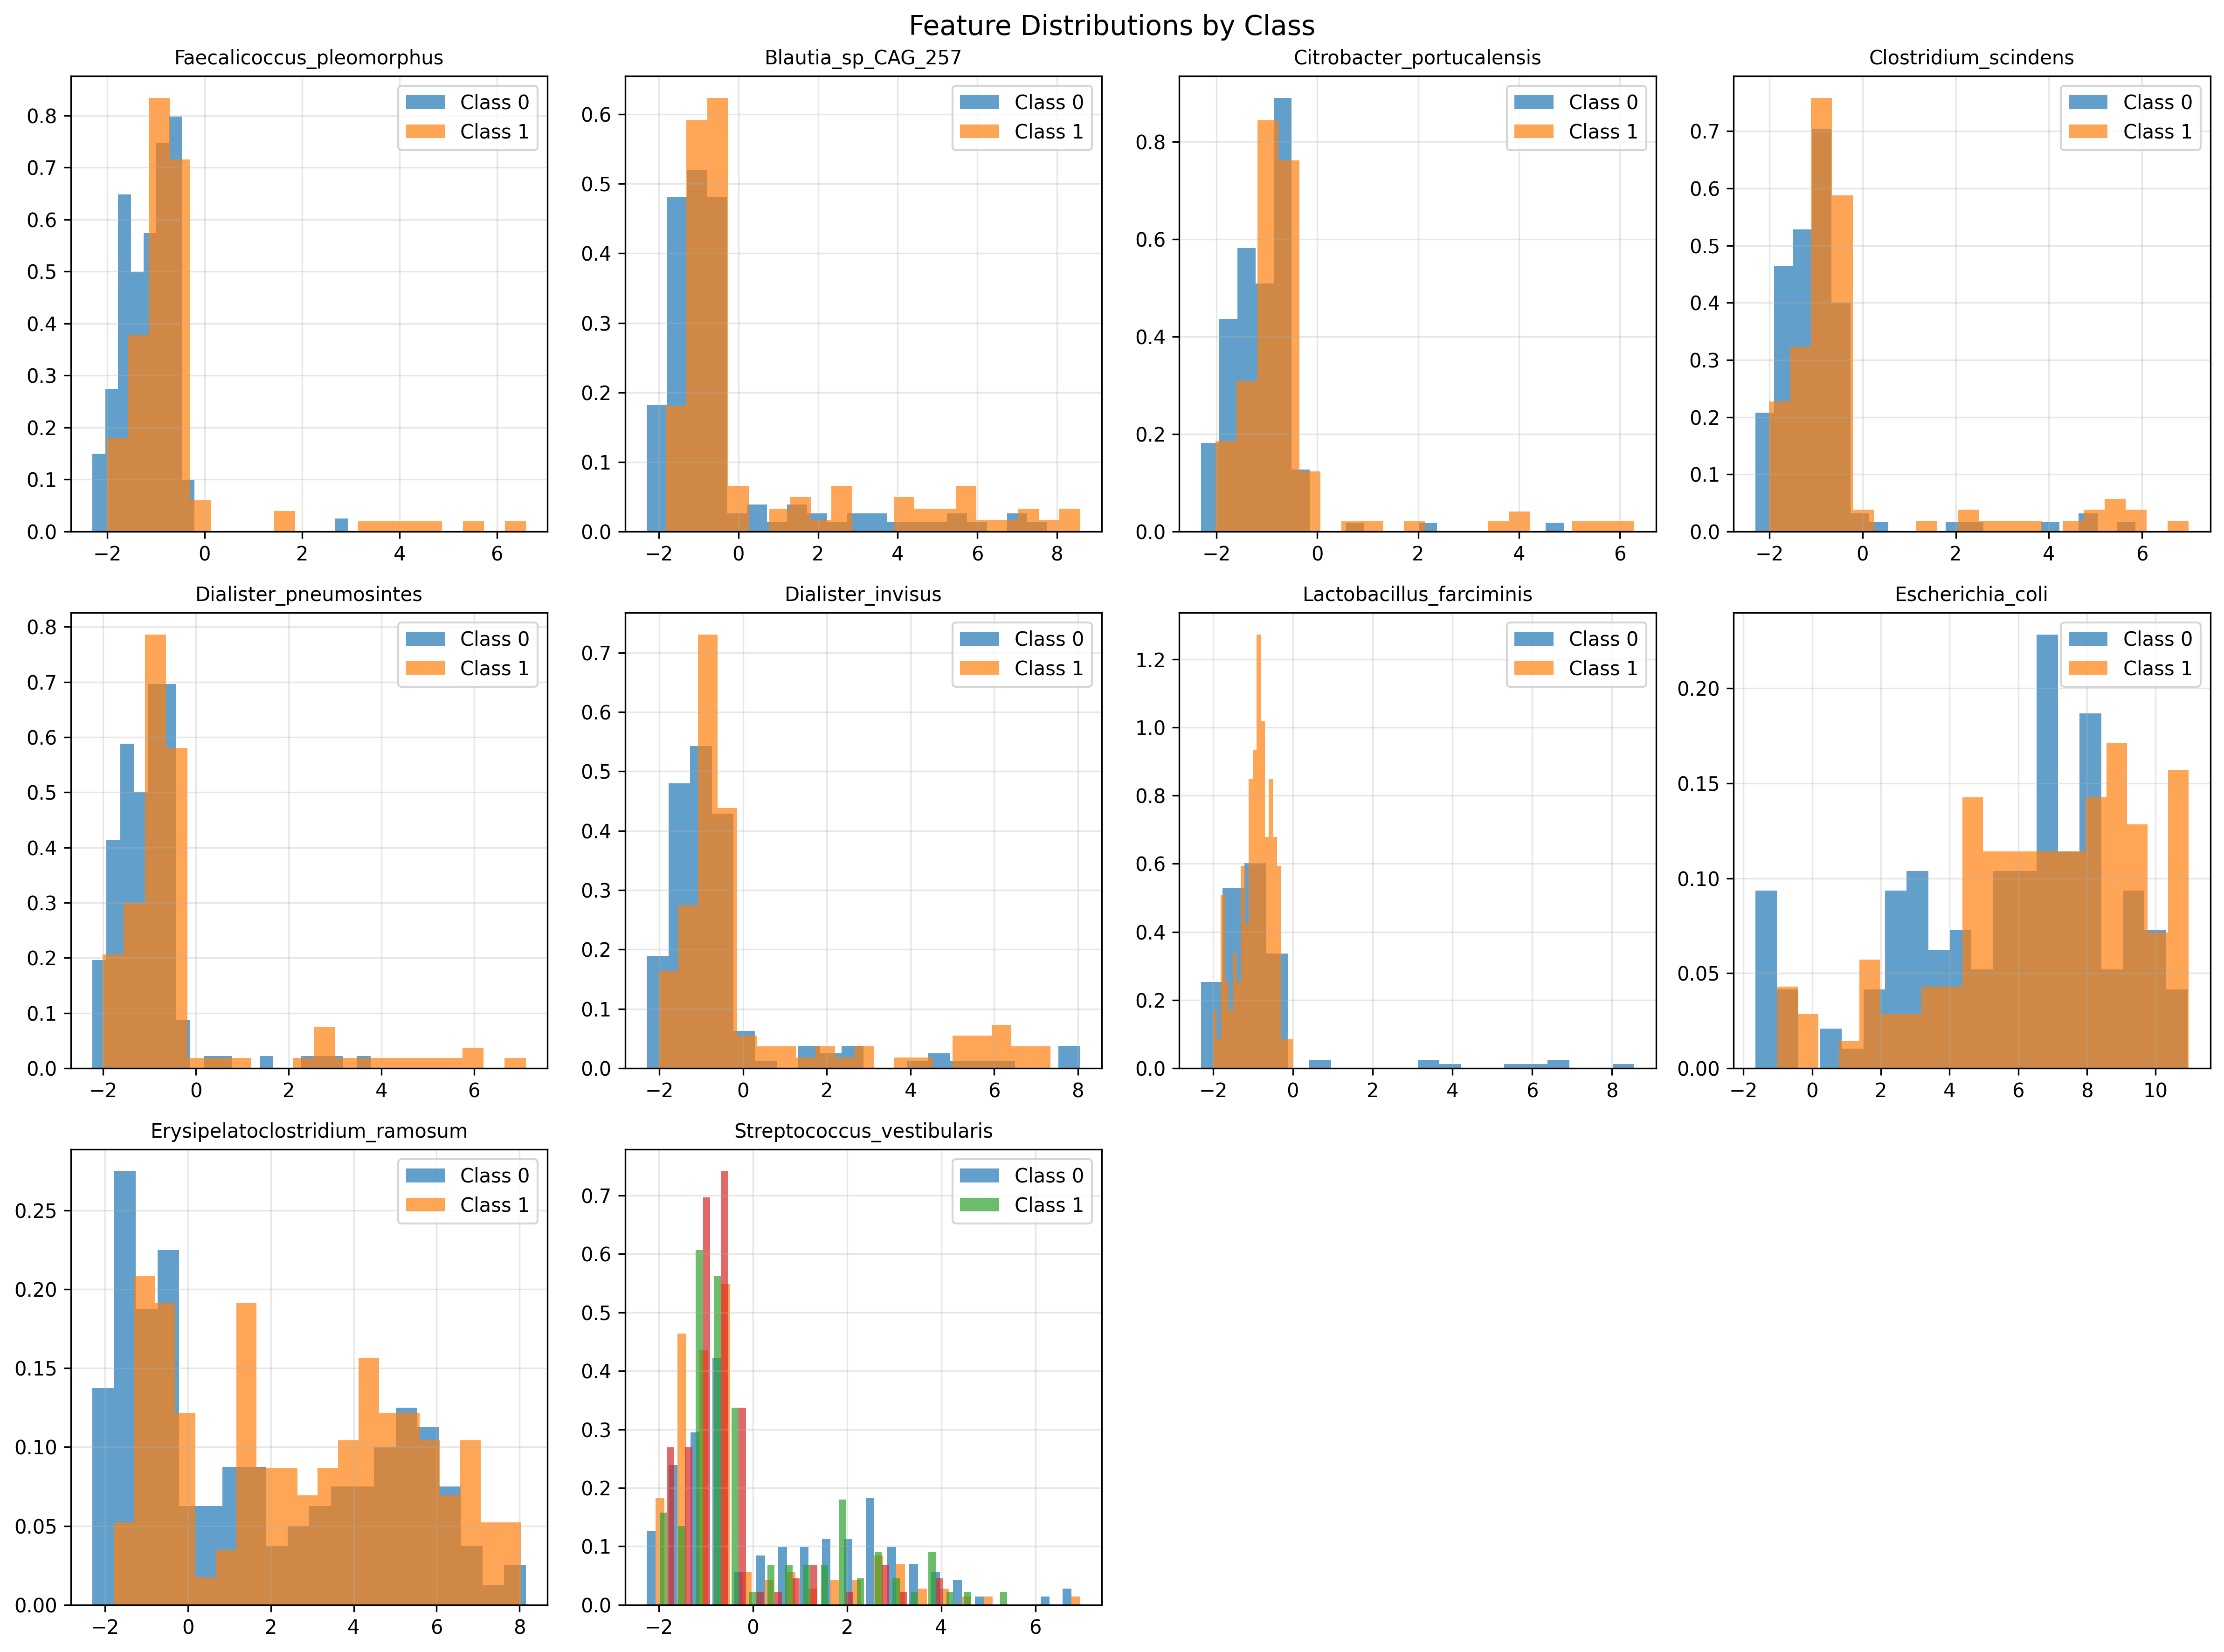 Feature Distributions by Class
Faecalicoccus_pleomorphus
Class 0
Class 1
0.8
0.7
0.6
0.5
0.4
0.3
0.2
0.1
0.0
−2 0 2 4 6
Blautia_sp_CAG_257
Class 0
Class 1
0.6
0.5
0.4
0.3
0.2
0.1
0.0
−2 0 2 4 6 8
Citrobacter_portucalensis
Class 0
Class 1
0.8
0.6
0.4
0.2
0.0
−2 0 2 4 6
Clostridium_scindens
Class 0
Class 1
0.7
0.6
0.5
0.4
0.3
0.2
0.1
0.0
−2 0 2 4 6
Dialister_pneumosintes
Class 0
Class 1
0.8
0.7
0.6
0.5
0.4
0.3
0.2
0.1
0.0
−2 0 2 4 6
Dialister_invisus
Class 0
Class 1
0.7
0.6
0.5
0.4
0.3
0.2
0.1
0.0
−2 0 2 4 6 8
Lactobacillus_farciminis
Class 0
Class 1
1.2
1.0
0.8
0.6
0.4
0.2
0.0
−2 0 2 4 6 8
Escherichia_coli
Class 0
Class 1
0.20
0.15
0.10
0.05
0.00
−2 0 2 4 6 8 10
Erysipelatoclostridium_ramosum
Class 0
Class 1
0.25
0.20
0.15
0.10
0.05
0.00
−2 0 2 4 6 8
Streptococcus_vestibularis
Class 0
Class 1
0.7
0.6
0.5
0.4
0.3
0.2
0.1
0.0
−2 0 2 4 6